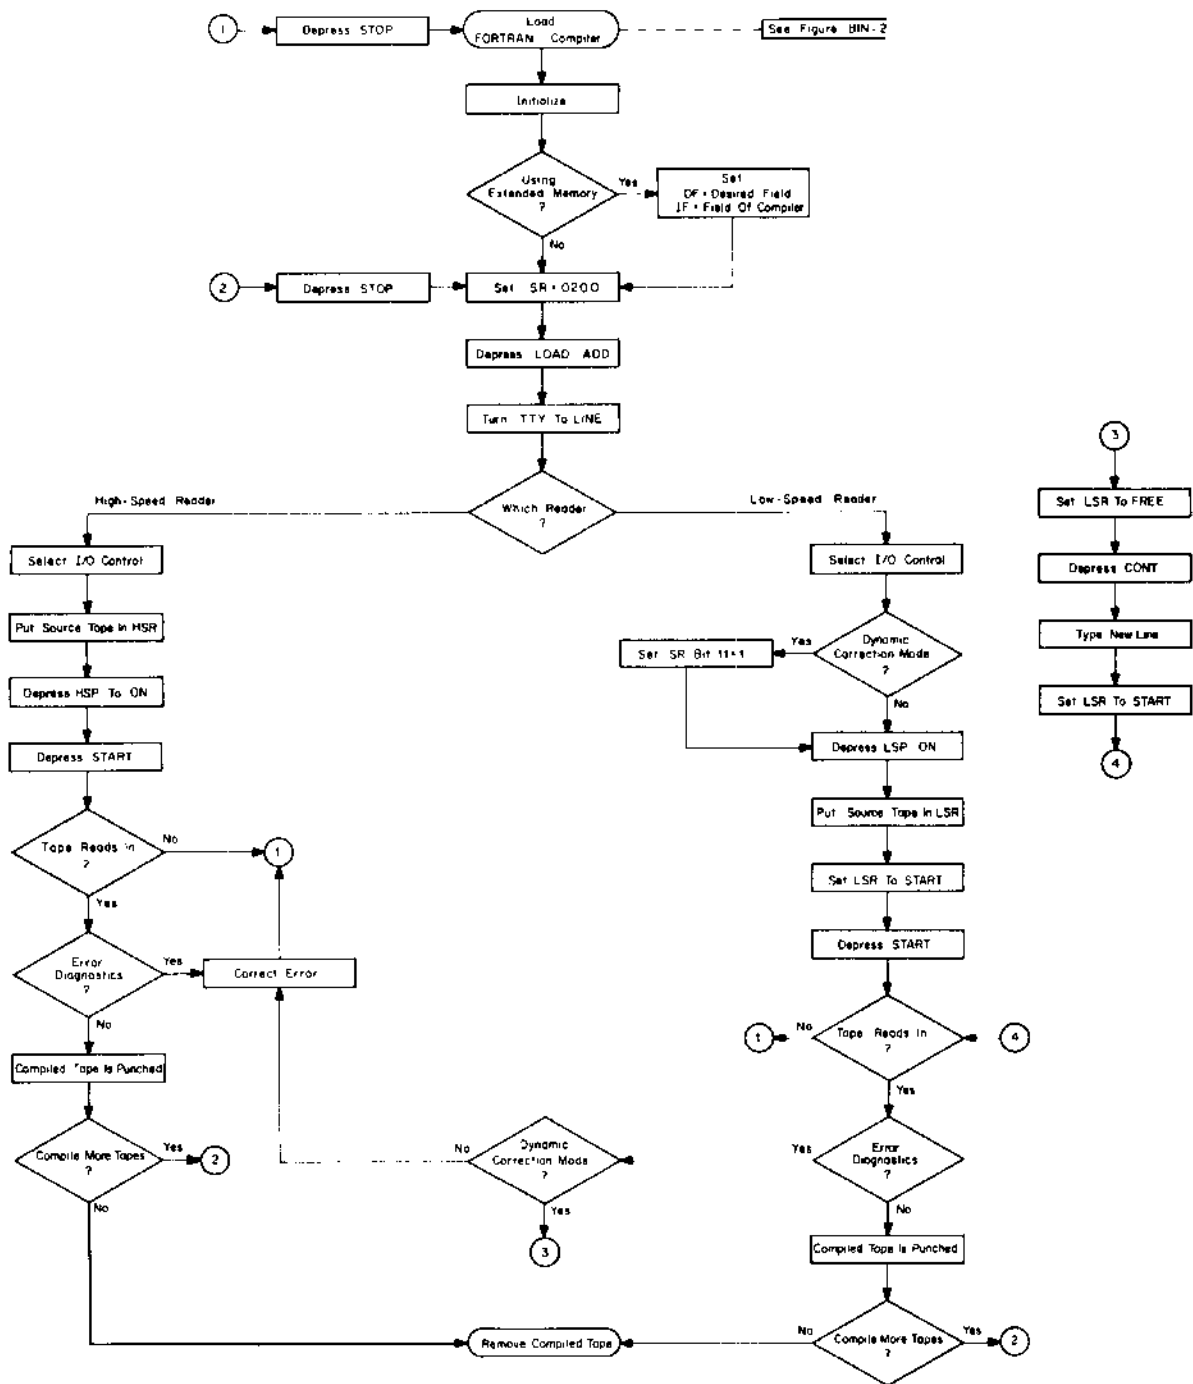 1
Depress STOP
Load
FORTRAN Compiler
See Figure BIN-2
Initialize
Using
Extended Memory
?
Yes
Set
DF = Desired Field
IF = Field Of Compiler
No
2
Depress STOP
Set SR = 0200
Depress LOAD ADD
Turn TTY To LINE
Which Reader
?
High-Speed Reader
Low-Speed Reader
Select I/O Control
Put Source Tape In HSR
Depress HSP To ON
Depress START
Tape Reads In
?
No
1
Yes
Error
Diagnostics
?
Yes
Correct Error
No
Compiled Tape Is Punched
Compile More Tapes
?
Yes
2
No
Select I/O Control
Dynamic
Correction Mode
?
Yes
Set SR Bit 11=1
No
Depress LSP ON
Put Source Tape In LSR
Set LSR To START
Depress START
Tape Reads In
?
No
1
4
Yes
Error
Diagnostics
?
Yes
Dynamic
Correction Mode
?
No
Yes
3
No
Compiled Tape Is Punched
Compile More Tapes
?
Yes
2
No
Remove Compiled Tape
3
Set LSR To FREE
Depress CONT
Type New Line
Set LSR To START
4